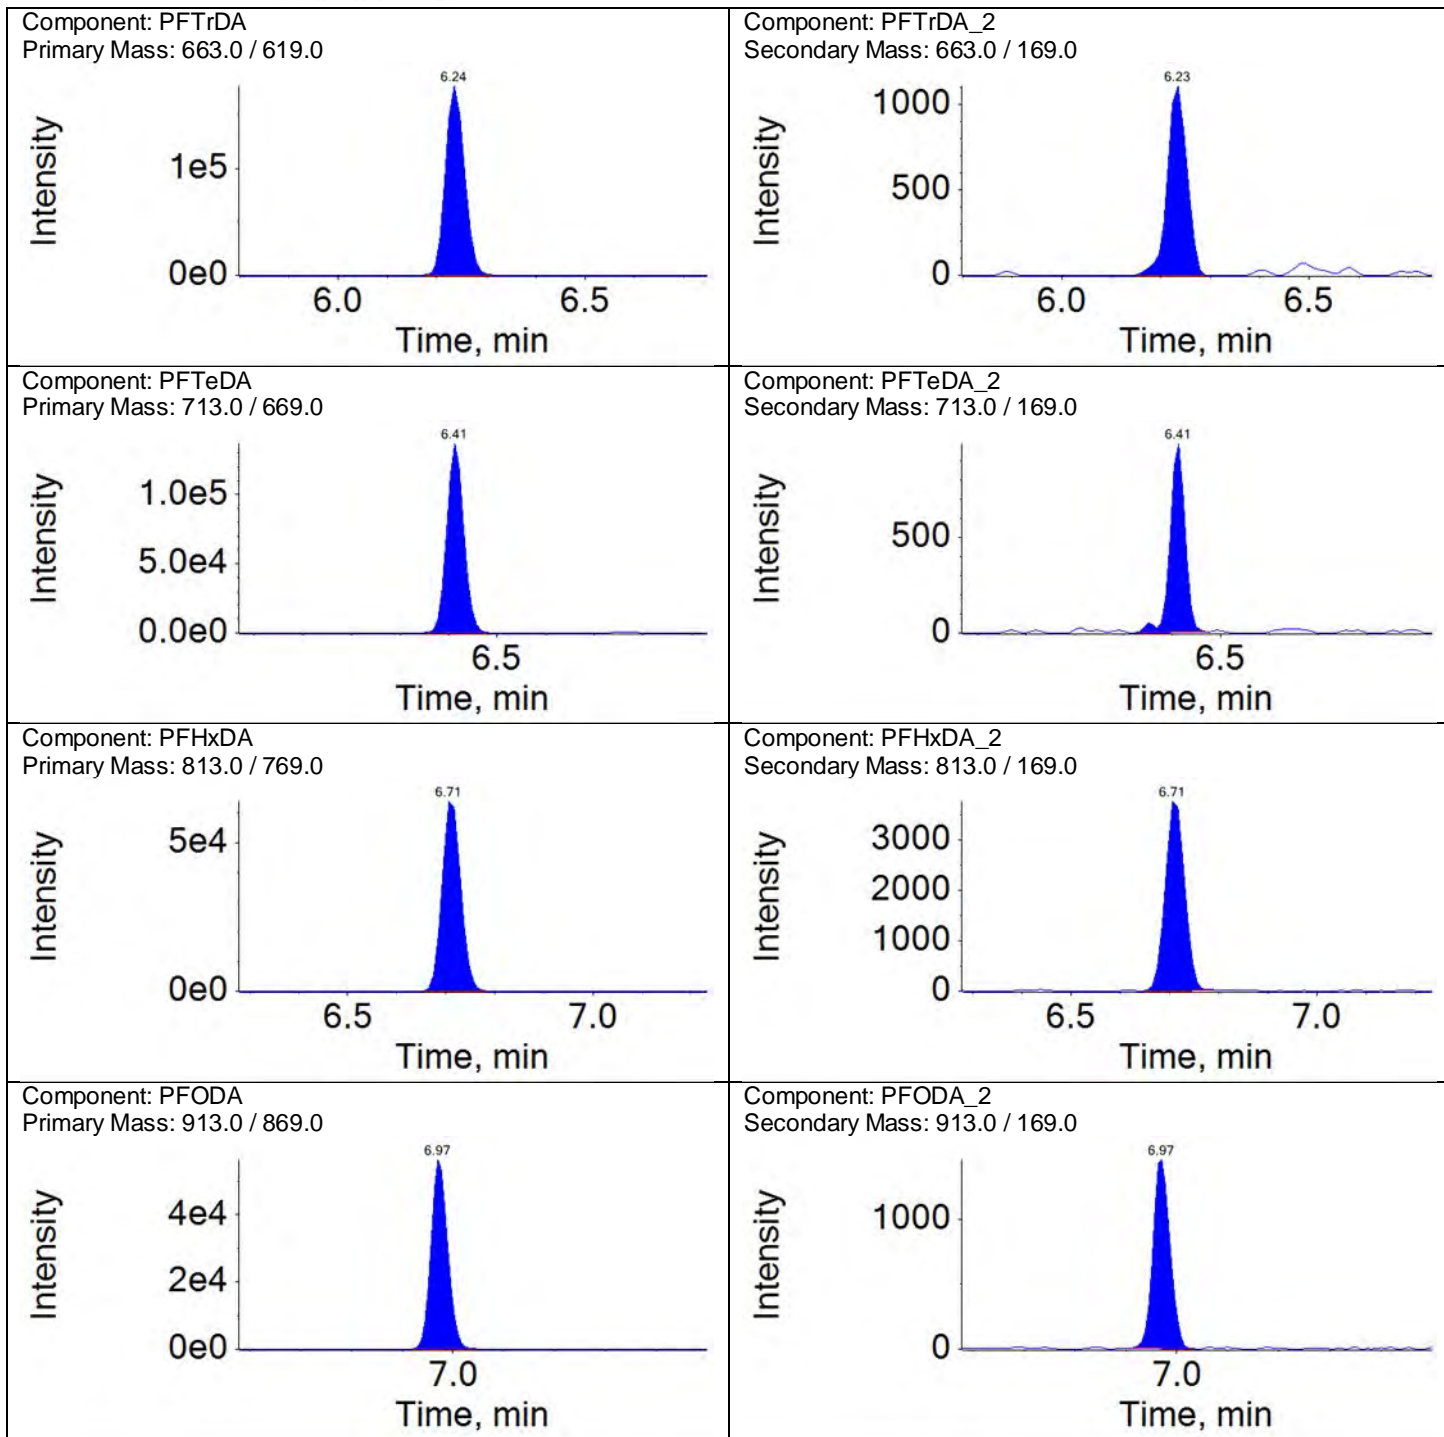 Component: PFTrDA
Primary Mass: 663.0 / 619.0
6.24
Intensity
1e5
0e0
6.0 6.5
Time, min
Component: PFTrDA_2
Secondary Mass: 663.0 / 169.0
6.23
Intensity
1000
500
0
6.0 6.5
Time, min
Component: PFTeDA
Primary Mass: 713.0 / 669.0
6.41
Intensity
1.0e5
5.0e4
0.0e0
6.5
Time, min
Component: PFTeDA_2
Secondary Mass: 713.0 / 169.0
6.41
Intensity
500
0
6.5
Time, min
Component: PFHxDA
Primary Mass: 813.0 / 769.0
6.71
Intensity
5e4
0e0
6.5 7.0
Time, min
Component: PFHxDA_2
Secondary Mass: 813.0 / 169.0
6.71
Intensity
3000
2000
1000
0
6.5 7.0
Time, min
Component: PFODA
Primary Mass: 913.0 / 869.0
6.97
Intensity
4e4
2e4
0e0
7.0
Time, min
Component: PFODA_2
Secondary Mass: 913.0 / 169.0
6.97
Intensity
1000
0
7.0
Time, min